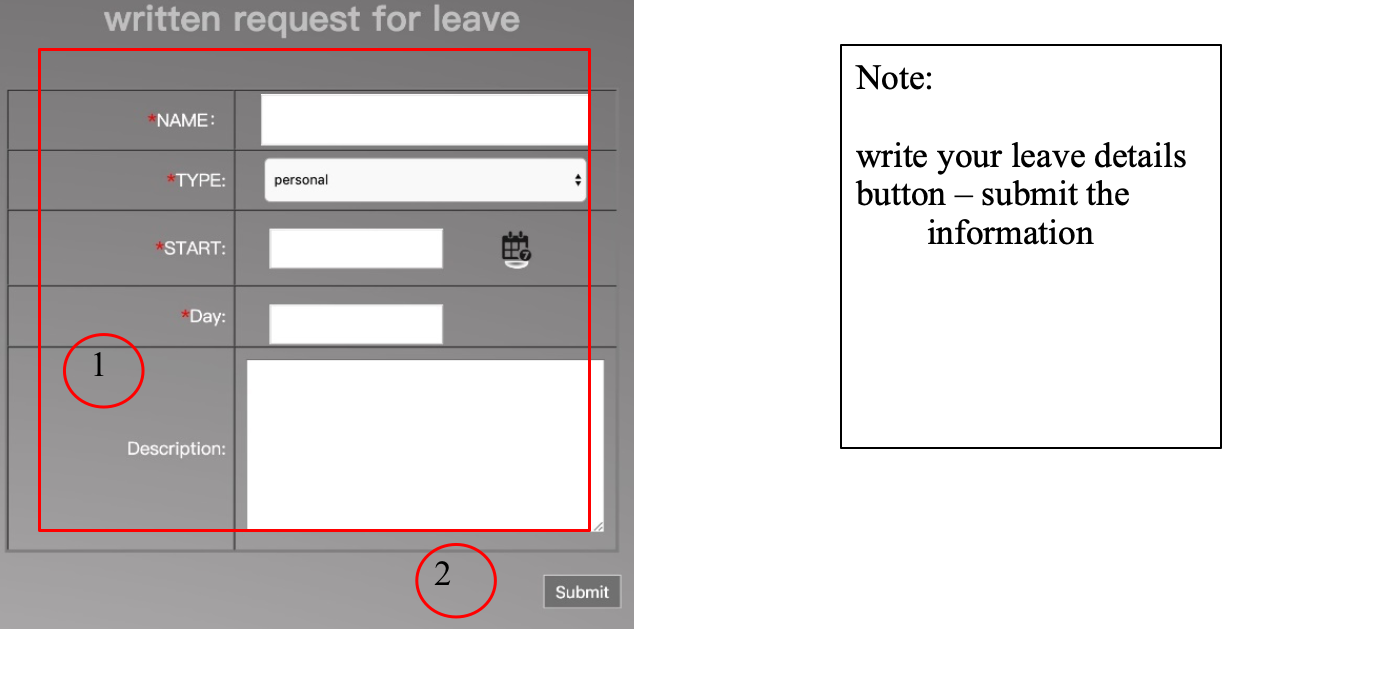 written request for leave
*NAME:
*TYPE:
personal
*START:
7
*Day:
1
Description:
2
Submit
Note:
write your leave details
button – submit the
information